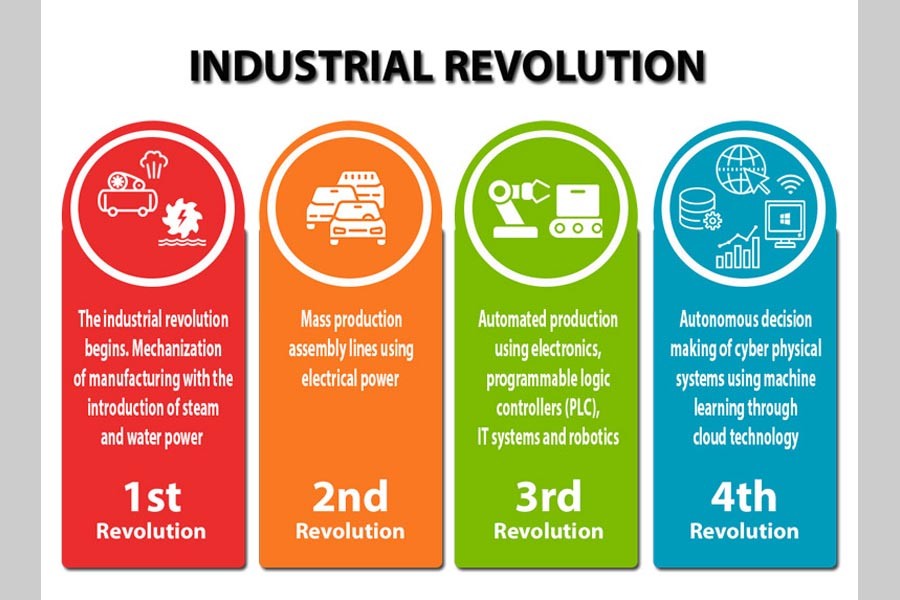 INDUSTRIAL REVOLUTION
The industrial revolution
begins. Mechanization
of manufacturing with the
introduction of steam
and water power
1st
Revolution
Mass production
assembly lines using
electrical power
2nd
Revolution
Automated production
using electronics,
programmable logic
controllers (PLC),
IT systems and robotics
3rd
Revolution
Autonomous decision
making of cyber physical
systems using machine
learning through
cloud technology
4th
Revolution